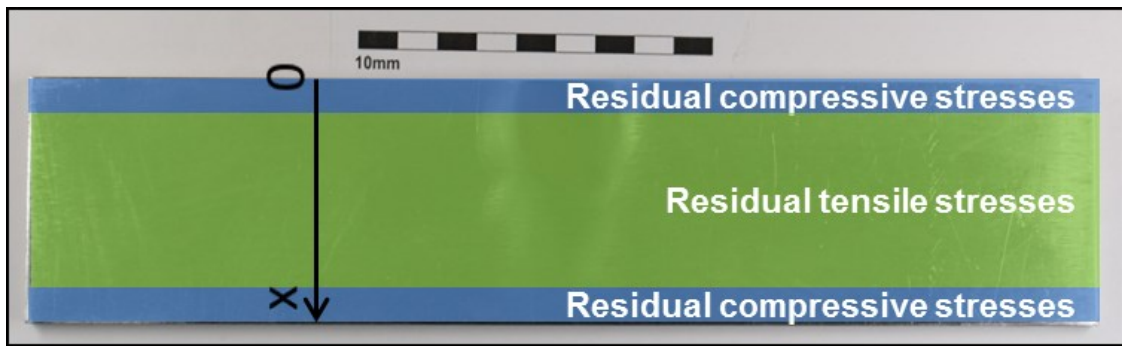 10mm
0
Residual compressive stresses
Residual tensile stresses
x
Residual compressive stresses